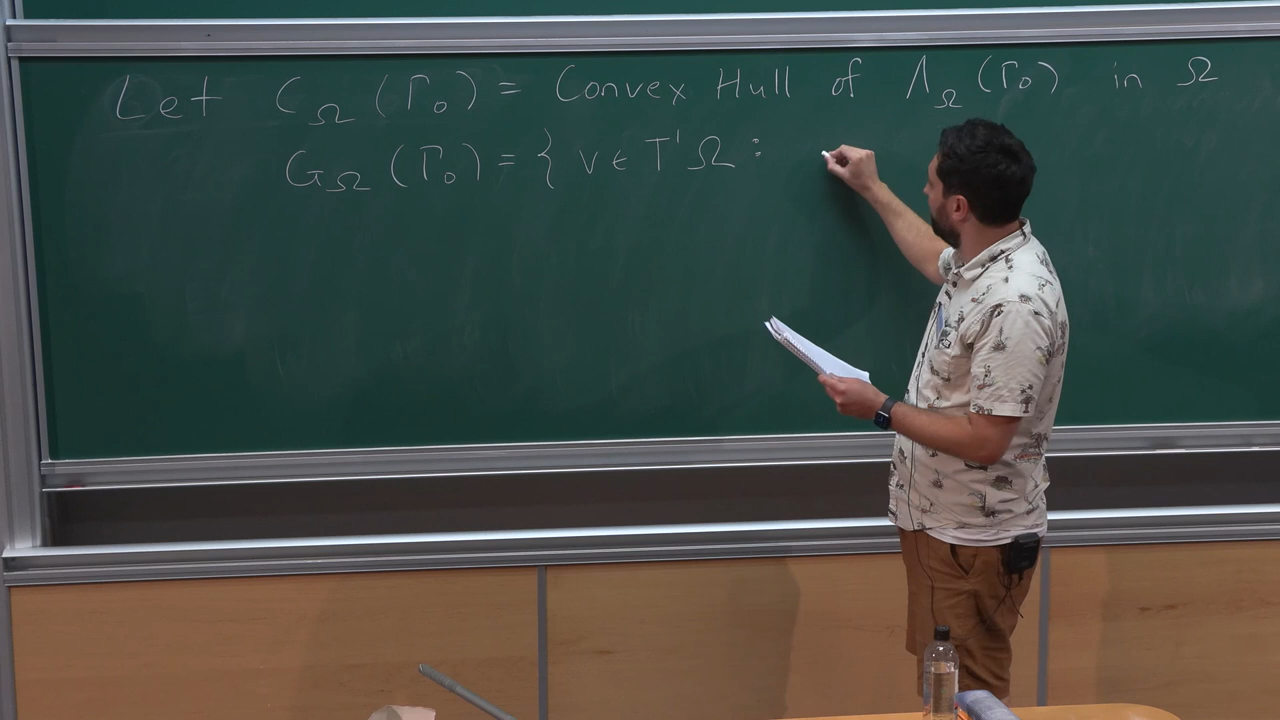 Let C_Ω(Γ₀) = Convex Hull of Λ_Ω(Γ₀) in Ω
G_Ω(Γ₀) = { v ∈ T¹Ω :